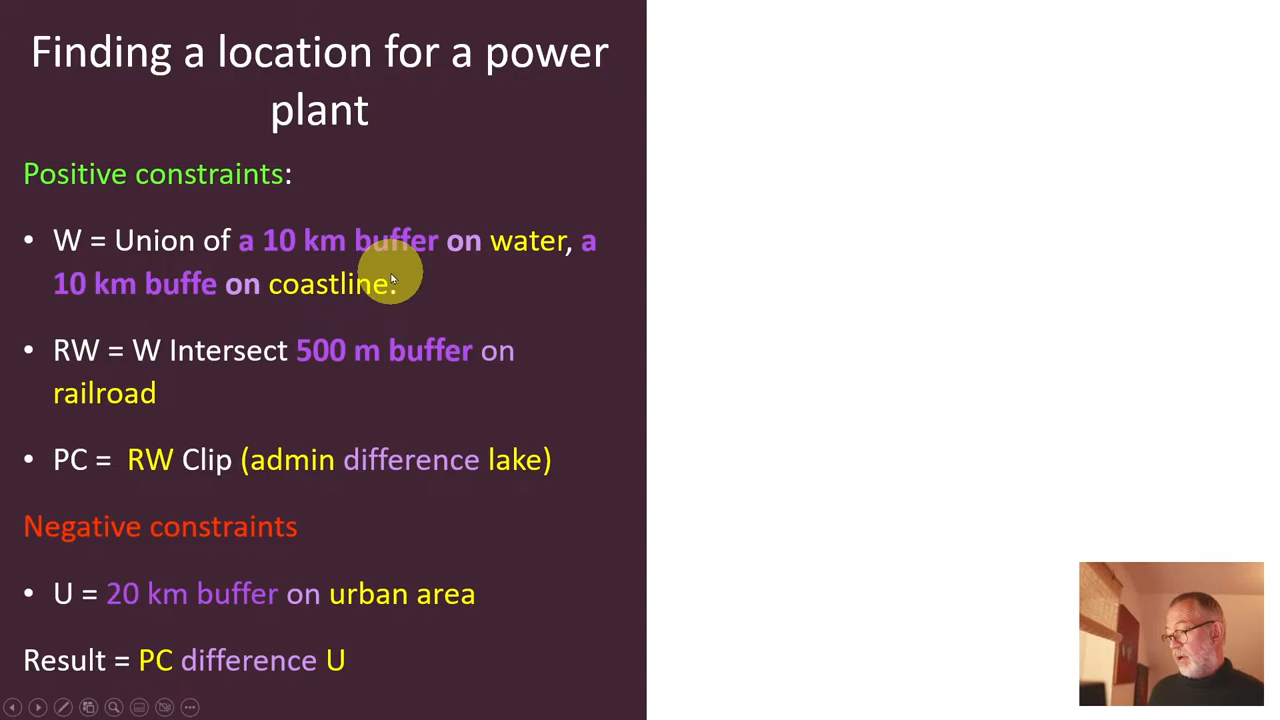 Finding a location for a power
plant
Positive constraints:
• W = Union of a 10 km buffer on water, a
10 km buffe on coastline.
• RW = W Intersect 500 m buffer on
railroad
• PC = RW Clip (admin difference lake)
Negative constraints
• U = 20 km buffer on urban area
Result = PC difference U